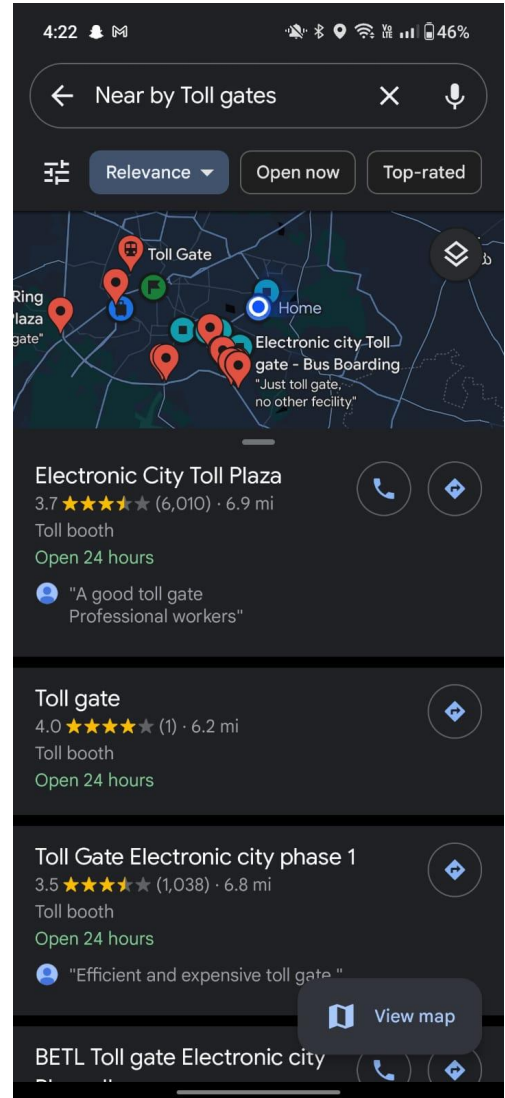 4:22
Vo
LTE
46%
Near by Toll gates
Relevance
Open now
Top-rated
Toll Gate
Ring
laza
gate"
Home
Electronic city Toll
gate - Bus Boarding
"Just toll gate,
no other fecility"
Electronic City Toll Plaza
3.7 ★★★★★ (6,010) · 6.9 mi
Toll booth
Open 24 hours
"A good toll gate
Professional workers"
Toll gate
4.0 ★★★★★ (1) · 6.2 mi
Toll booth
Open 24 hours
Toll Gate Electronic city phase 1
3.5 ★★★★★ (1,038) · 6.8 mi
Toll booth
Open 24 hours
"Efficient and expensive toll gate."
View map
BETL Toll gate Electronic city